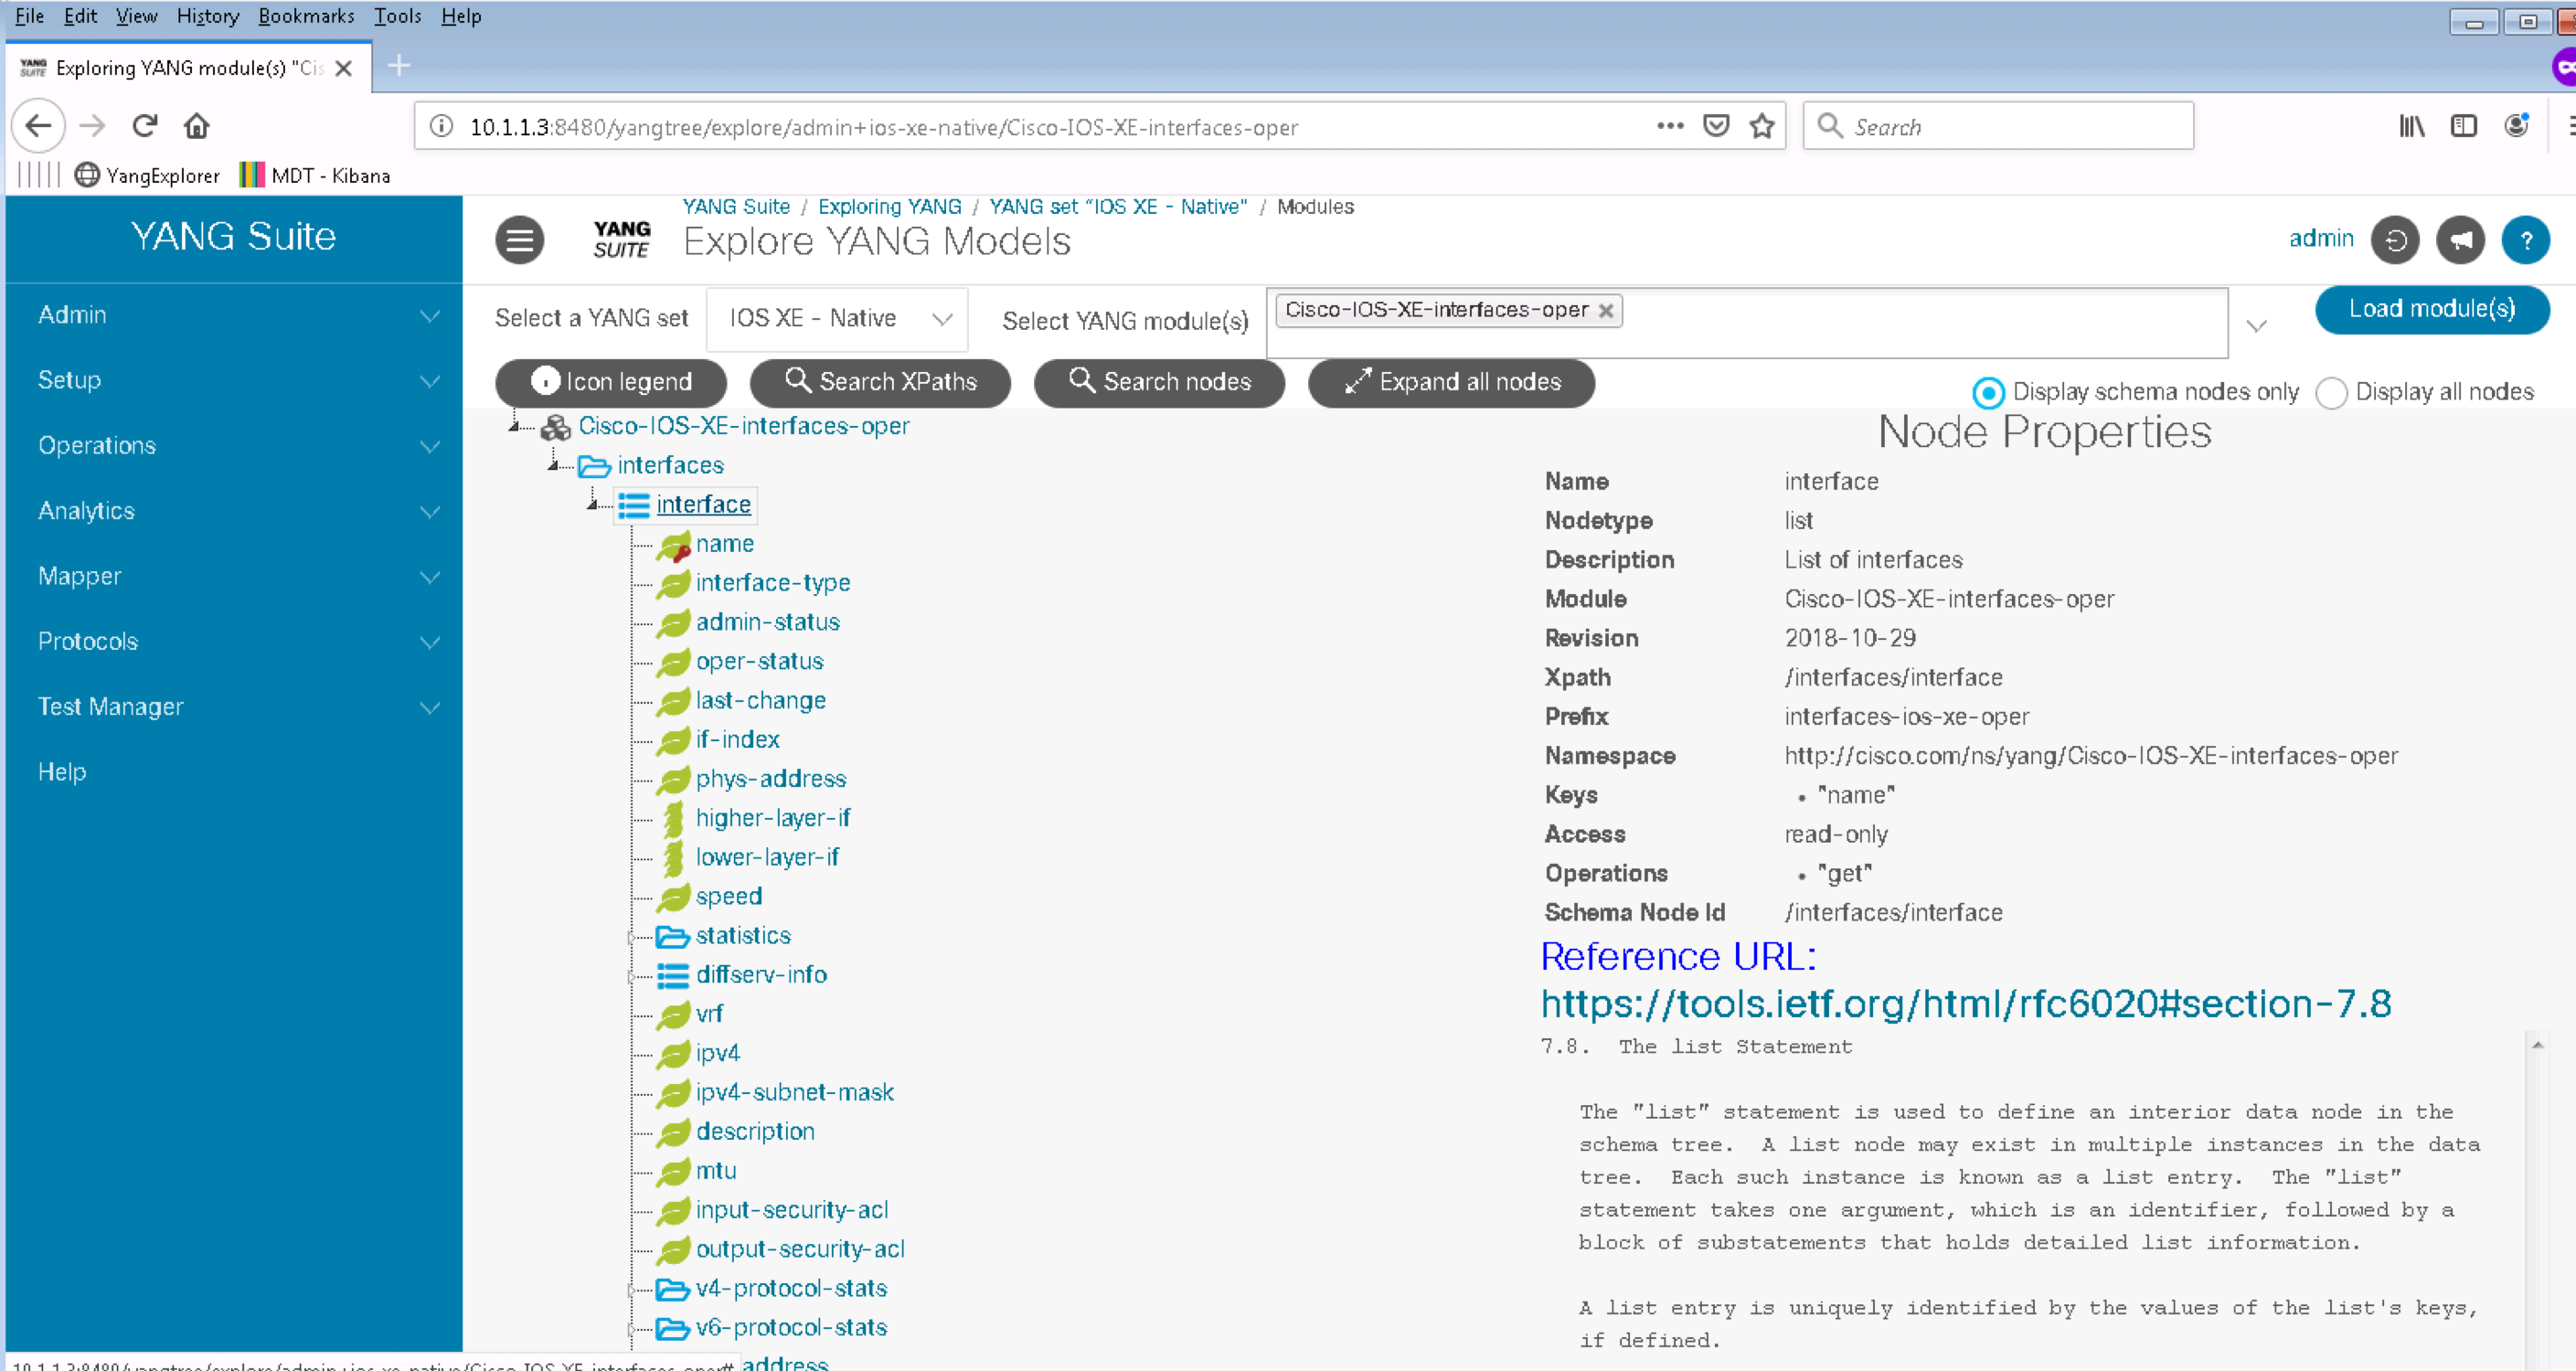 File Edit View History Bookmarks Tools Help
YANG SUITE Exploring YANG module(s) "Cis
10.1.1.3:8480/yangtree/explore/admin+ios-xe-native/Cisco-IOS-XE-interfaces-oper
Search
YangExplorer MDT - Kibana
YANG Suite
Admin
Setup
Operations
Analytics
Mapper
Protocols
Test Manager
Help
YANG Suite / Exploring YANG / YANG set "IOS XE - Native" / Modules
YANG SUITE
Explore YANG Models
admin
?
Select a YANG set IOS XE - Native Select YANG module(s) Cisco-IOS-XE-interfaces-oper Load module(s)
Icon legend Search XPaths Search nodes Expand all nodes
Display schema nodes only Display all nodes
Cisco-IOS-XE-interfaces-oper
interfaces
interface
name
interface-type
admin-status
oper-status
last-change
if-index
phys-address
higher-layer-if
lower-layer-if
speed
statistics
diffserv-info
vrf
ipv4
ipv4-subnet-mask
description
mtu
input-security-acl
output-security-acl
v4-protocol-stats
v6-protocol-stats
address
Node Properties
Name interface
Nodetype list
Description List of interfaces
Module Cisco-IOS-XE-interfaces-oper
Revision 2018-10-29
Xpath /interfaces/interface
Prefix interfaces-ios-xe-oper
Namespace http://cisco.com/ns/yang/Cisco-IOS-XE-interfaces-oper
Keys • "name"
Access read-only
Operations • "get"
Schema Node Id /interfaces/interface
Reference URL:
https://tools.ietf.org/html/rfc6020#section-7.8
7.8. The list Statement
The "list" statement is used to define an interior data node in the
schema tree. A list node may exist in multiple instances in the data
tree. Each such instance is known as a list entry. The "list"
statement takes one argument, which is an identifier, followed by a
block of substatements that holds detailed list information.
A list entry is uniquely identified by the values of the list's keys,
if defined.
10.1.1.3:8480/yangtree/explore/admin+ios-xe-native/Cisco-IOS-XE-interfaces-oper#